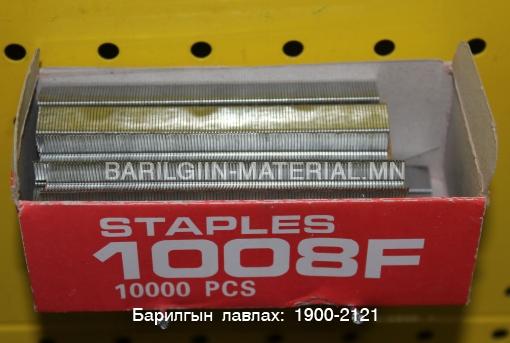 BARILGIIN-MATERIAL.MN
STAPLES
1008F
10000 PCS
Барилгын лавлах: 1900-2121